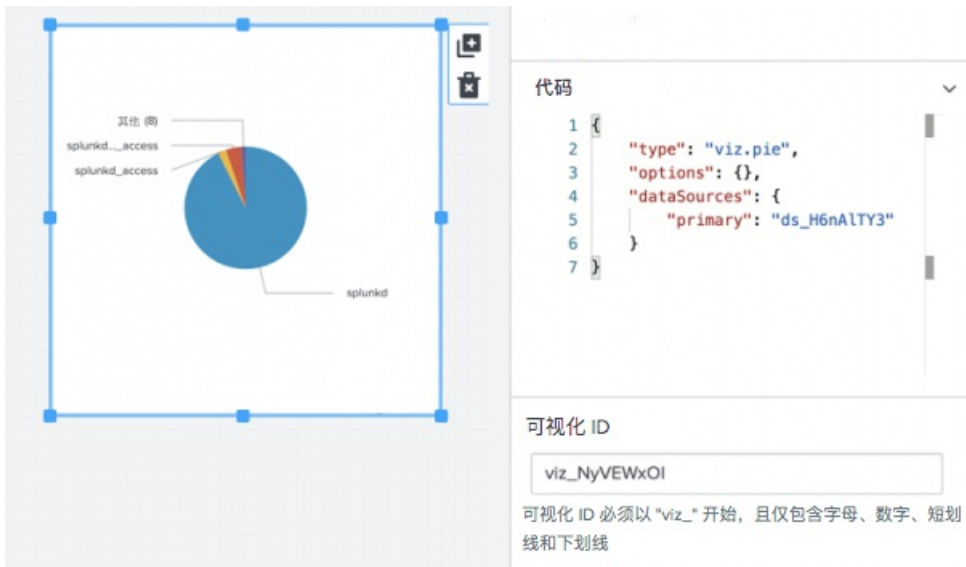 其他 (8)
splunkd..._access
splunkd_access
splunkd
代码
1 {
2 "type": "viz.pie",
3 "options": {},
4 "dataSources": {
5 "primary": "ds_H6nAlTY3"
6 }
7 }
可视化 ID
viz_NyVEWxOI
可视化 ID 必须以 "viz_" 开始，且仅包含字母、数字、短划
线和下划线